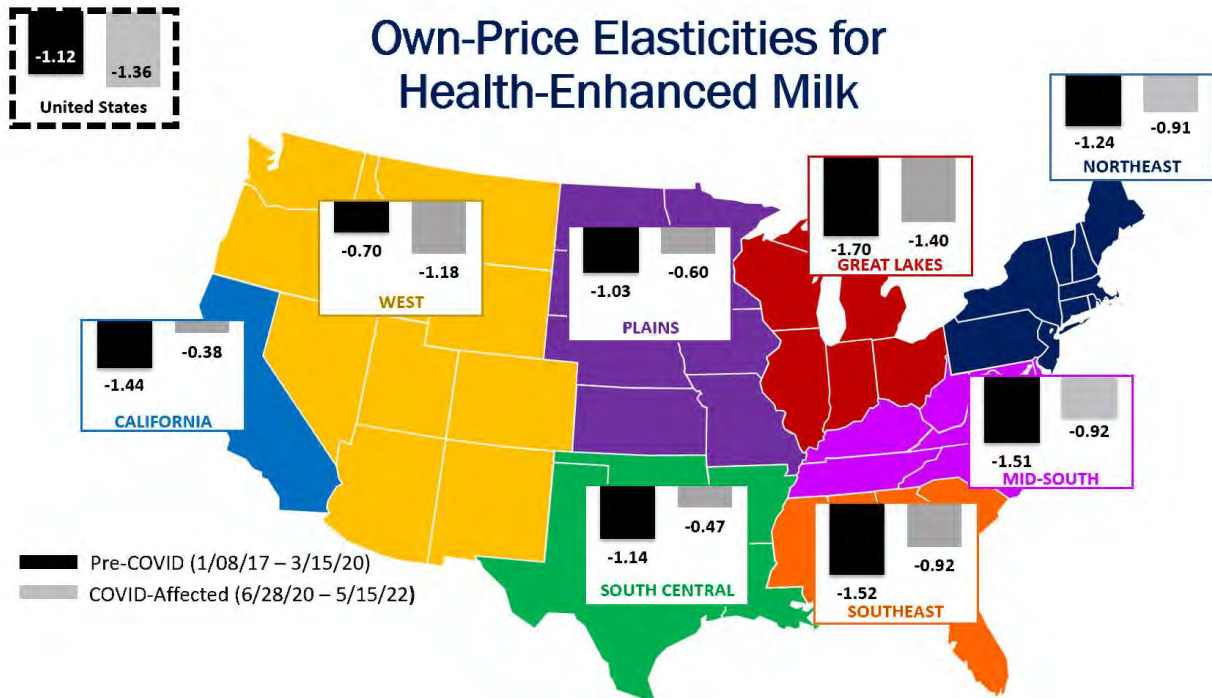 Own-Price Elasticities for
Health-Enhanced Milk
-1.12
-1.36
United States
-1.24
-0.91
NORTHEAST
-1.70
-1.40
GREAT LAKES
-0.70
-1.18
WEST
-1.03
-0.60
PLAINS
-1.44
-0.38
CALIFORNIA
-1.51
-0.92
MID-SOUTH
-1.14
-0.47
SOUTH CENTRAL
-1.52
-0.92
SOUTHEAST
Pre-COVID (1/08/17 – 3/15/20)
COVID-Affected (6/28/20 – 5/15/22)